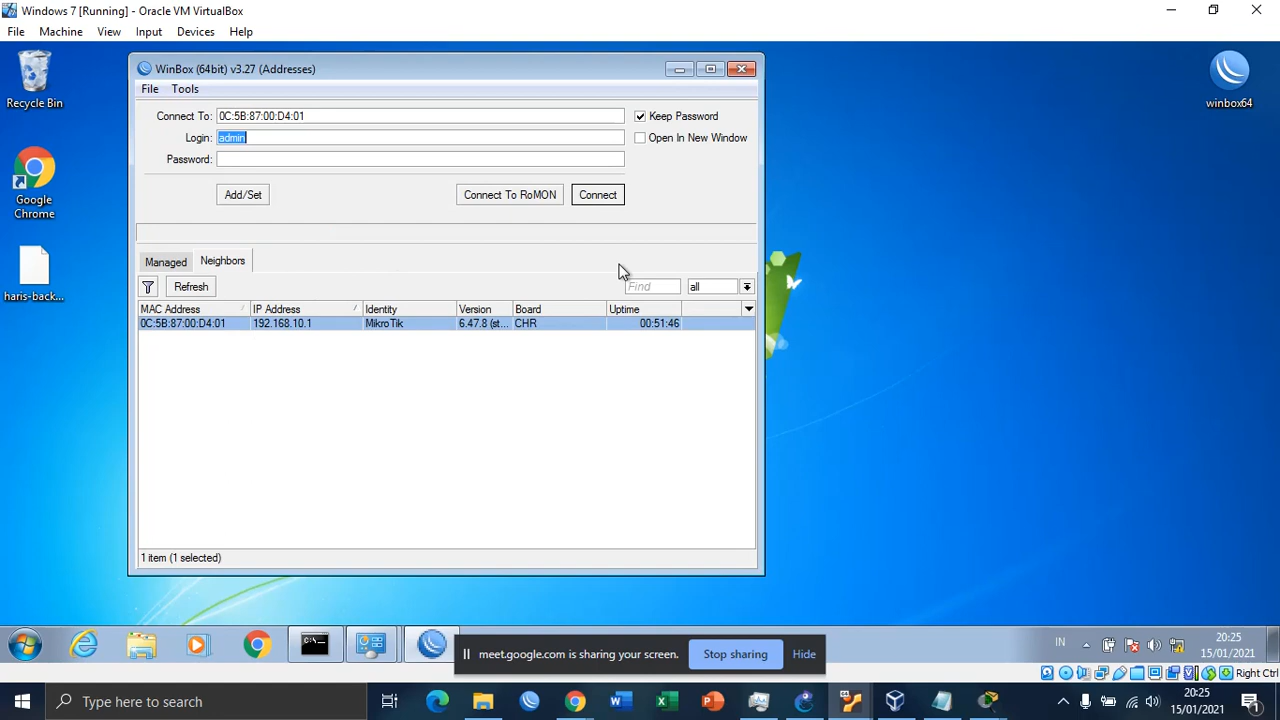 Windows 7 [Running] - Oracle VM VirtualBox
File Machine View Input Devices Help
Recycle Bin
Google
Chrome
haris-back...
winbox64
WinBox (64bit) v3.27 (Addresses)
File Tools
Connect To: 0C:5B:87:00:D4:01
Keep Password
Login: admin
Open In New Window
Password:
Add/Set Connect To RoMON Connect
Managed Neighbors
Refresh Find all
MAC Address IP Address Identity Version Board Uptime
0C:5B:87:00:D4:01 192.168.10.1 MikroTik 6.47.8 (st... CHR 00:51:46
1 item (1 selected)
IN 20:25
15/01/2021
meet.google.com is sharing your screen. Stop sharing Hide
Right Ctrl
Type here to search
20:25
15/01/2021